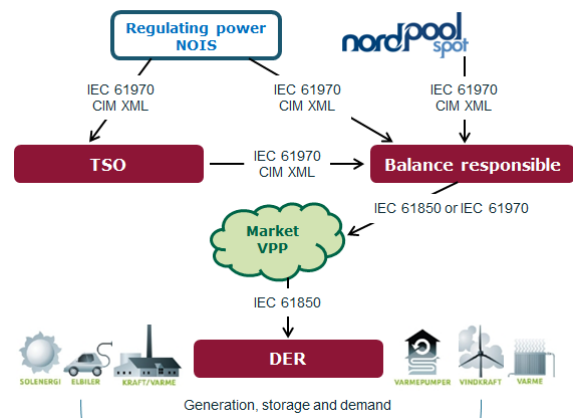 Regulating power
NOIS
nordpool
spot
IEC 61970
CIM XML
IEC 61970
CIM XML
IEC 61970
CIM XML
TSO
IEC 61970
CIM XML
Balance responsible
IEC 61850 or IEC 61970
Market
VPP
IEC 61850
DER
SOLENERGI
ELBILER
KRAFT/VARME
VARMEPUMPER
VINDKRAFT
VARME
Generation, storage and demand